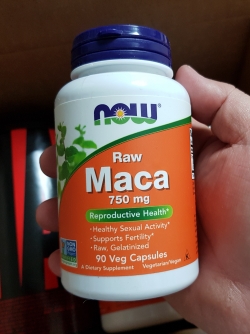 NOW
Raw
Maca
750 mg
Reproductive Health*
• Healthy Sexual Activity*
• Supports Fertility*
• Raw, Gelatinized
90 Veg Capsules
A Dietary Supplement
Vegetarian/Vegan